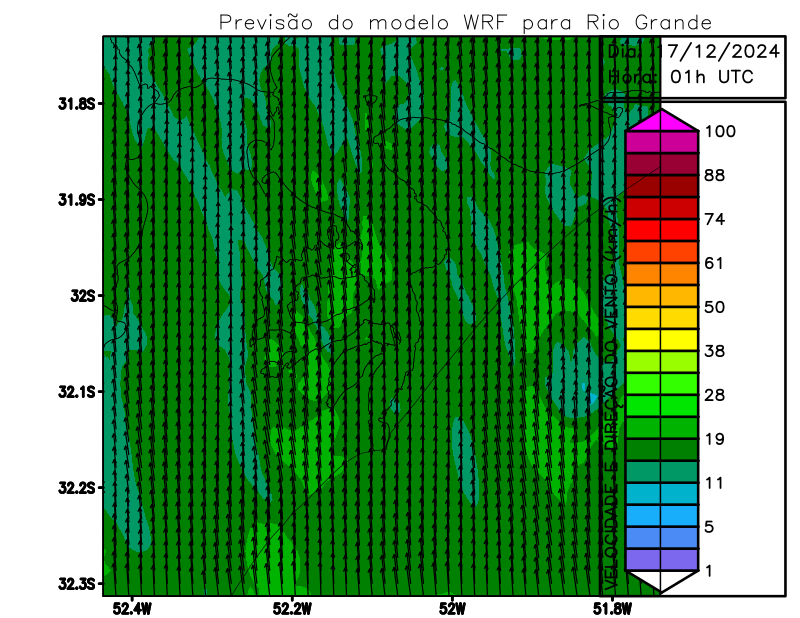 Previsão do modelo WRF para Rio Grande
Dia: 17/12/2024
Hora: 01h UTC
31.8S
31.9S
32S
32.1S
32.2S
32.3S
52.4W
52.2W
52W
51.8W
VELOCIDADE E DIREÇÃO DO VENTO (km/h)
100
88
74
61
50
38
28
19
11
5
1